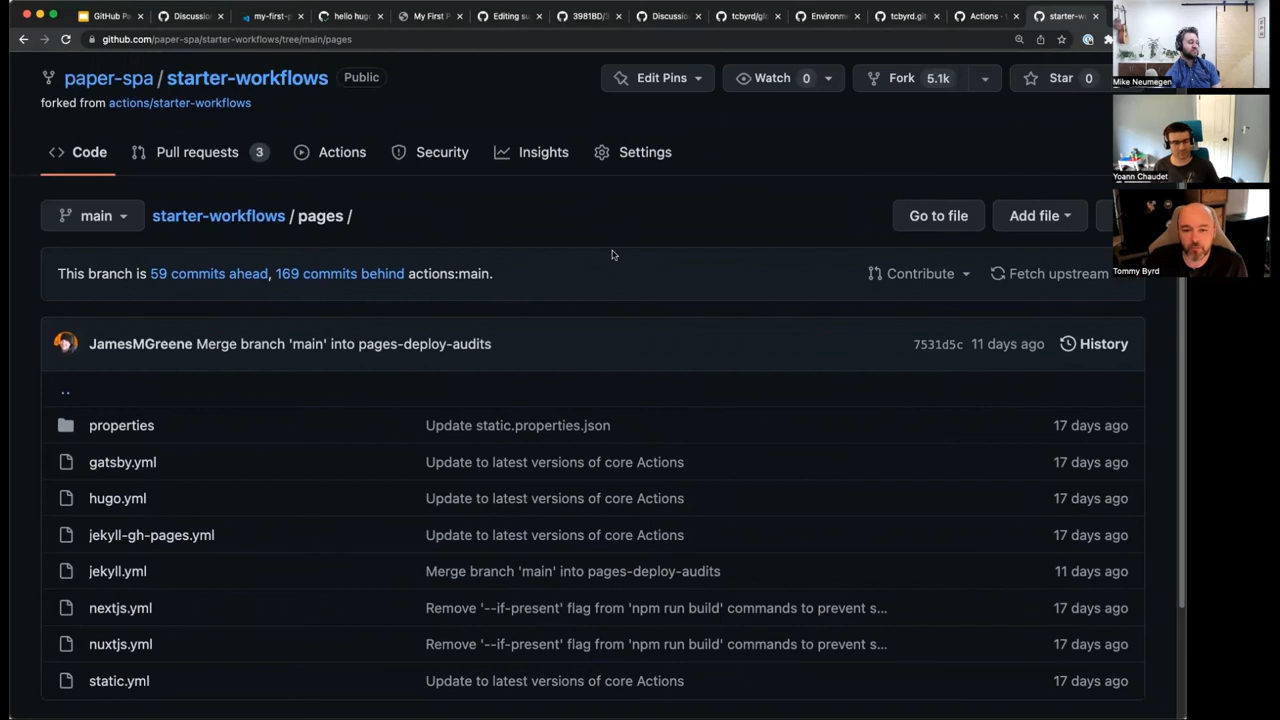 GitHub Pa
Discussion
my-first-p
hello hugo
My First P
Editing su
3981BD/3
Discussion
tcbyrd/glo
Environm
tcbyrd.git
Actions ·
starter-w
github.com/paper-spa/starter-workflows/tree/main/pages
paper-spa / starter-workflows Public
Edit Pins Watch 0 Fork 5.1k Star 0
forked from actions/starter-workflows
Code Pull requests 3 Actions Security Insights Settings
main starter-workflows / pages / Go to file Add file
This branch is 59 commits ahead, 169 commits behind actions:main. Contribute Fetch upstream
JamesMGreene Merge branch 'main' into pages-deploy-audits 7531d5c 11 days ago History
..
properties Update static.properties.json 17 days ago
gatsby.yml Update to latest versions of core Actions 17 days ago
hugo.yml Update to latest versions of core Actions 17 days ago
jekyll-gh-pages.yml Update to latest versions of core Actions 17 days ago
jekyll.yml Merge branch 'main' into pages-deploy-audits 11 days ago
nextjs.yml Remove '--if-present' flag from 'npm run build' commands to prevent s... 17 days ago
nuxtjs.yml Remove '--if-present' flag from 'npm run build' commands to prevent s... 17 days ago
static.yml Update to latest versions of core Actions 17 days ago
Mike Neumegen
Yoann Chaudet
Tommy Byrd